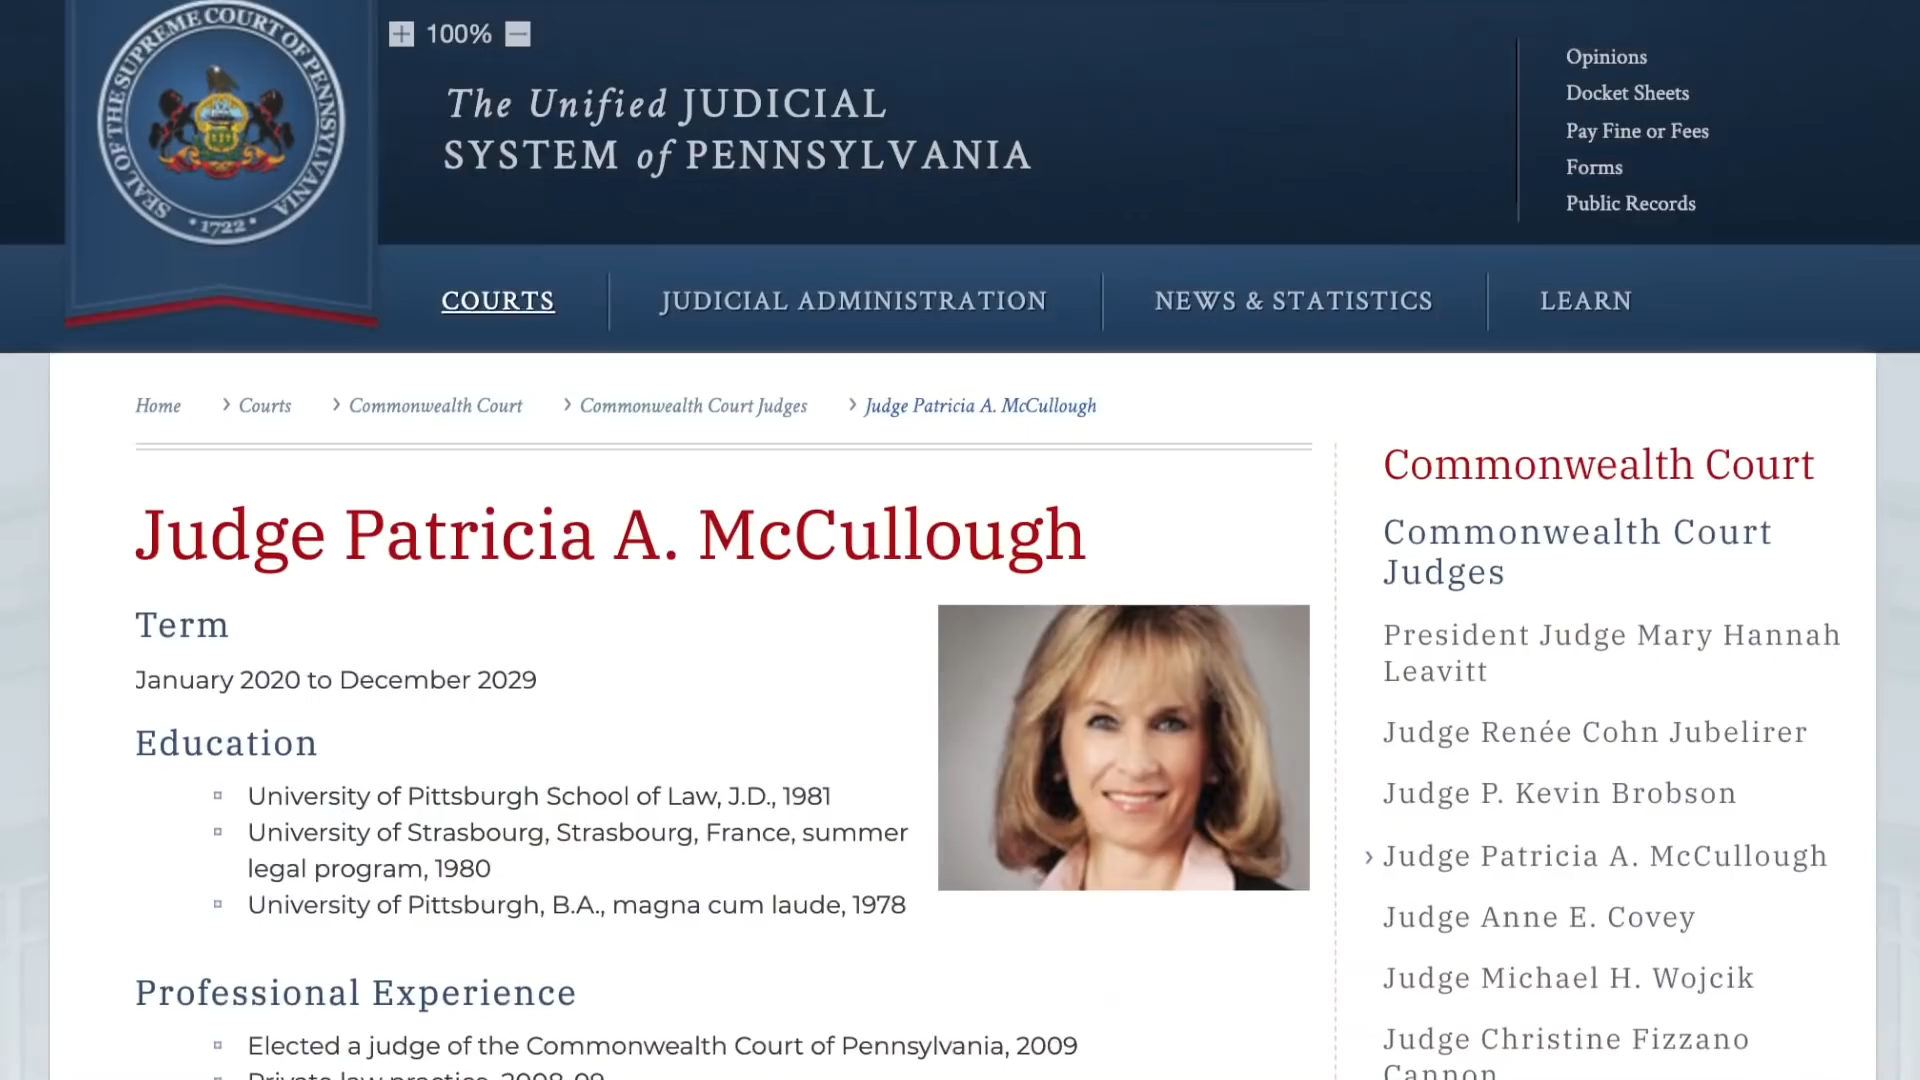 SEAL OF THE SUPREME COURT OF PENNSYLVANIA
• 1722 •
100%
The Unified JUDICIAL
SYSTEM of PENNSYLVANIA
Opinions
Docket Sheets
Pay Fine or Fees
Forms
Public Records
COURTS
JUDICIAL ADMINISTRATION
NEWS & STATISTICS
LEARN
Home › Courts › Commonwealth Court › Commonwealth Court Judges › Judge Patricia A. McCullough
Judge Patricia A. McCullough
Term
January 2020 to December 2029
Education
University of Pittsburgh School of Law, J.D., 1981
University of Strasbourg, Strasbourg, France, summer
legal program, 1980
University of Pittsburgh, B.A., magna cum laude, 1978
Professional Experience
Elected a judge of the Commonwealth Court of Pennsylvania, 2009
Private law practice, 2008-09
Commonwealth Court
Commonwealth Court
Judges
President Judge Mary Hannah
Leavitt
Judge Renée Cohn Jubelirer
Judge P. Kevin Brobson
› Judge Patricia A. McCullough
Judge Anne E. Covey
Judge Michael H. Wojcik
Judge Christine Fizzano
Cannon